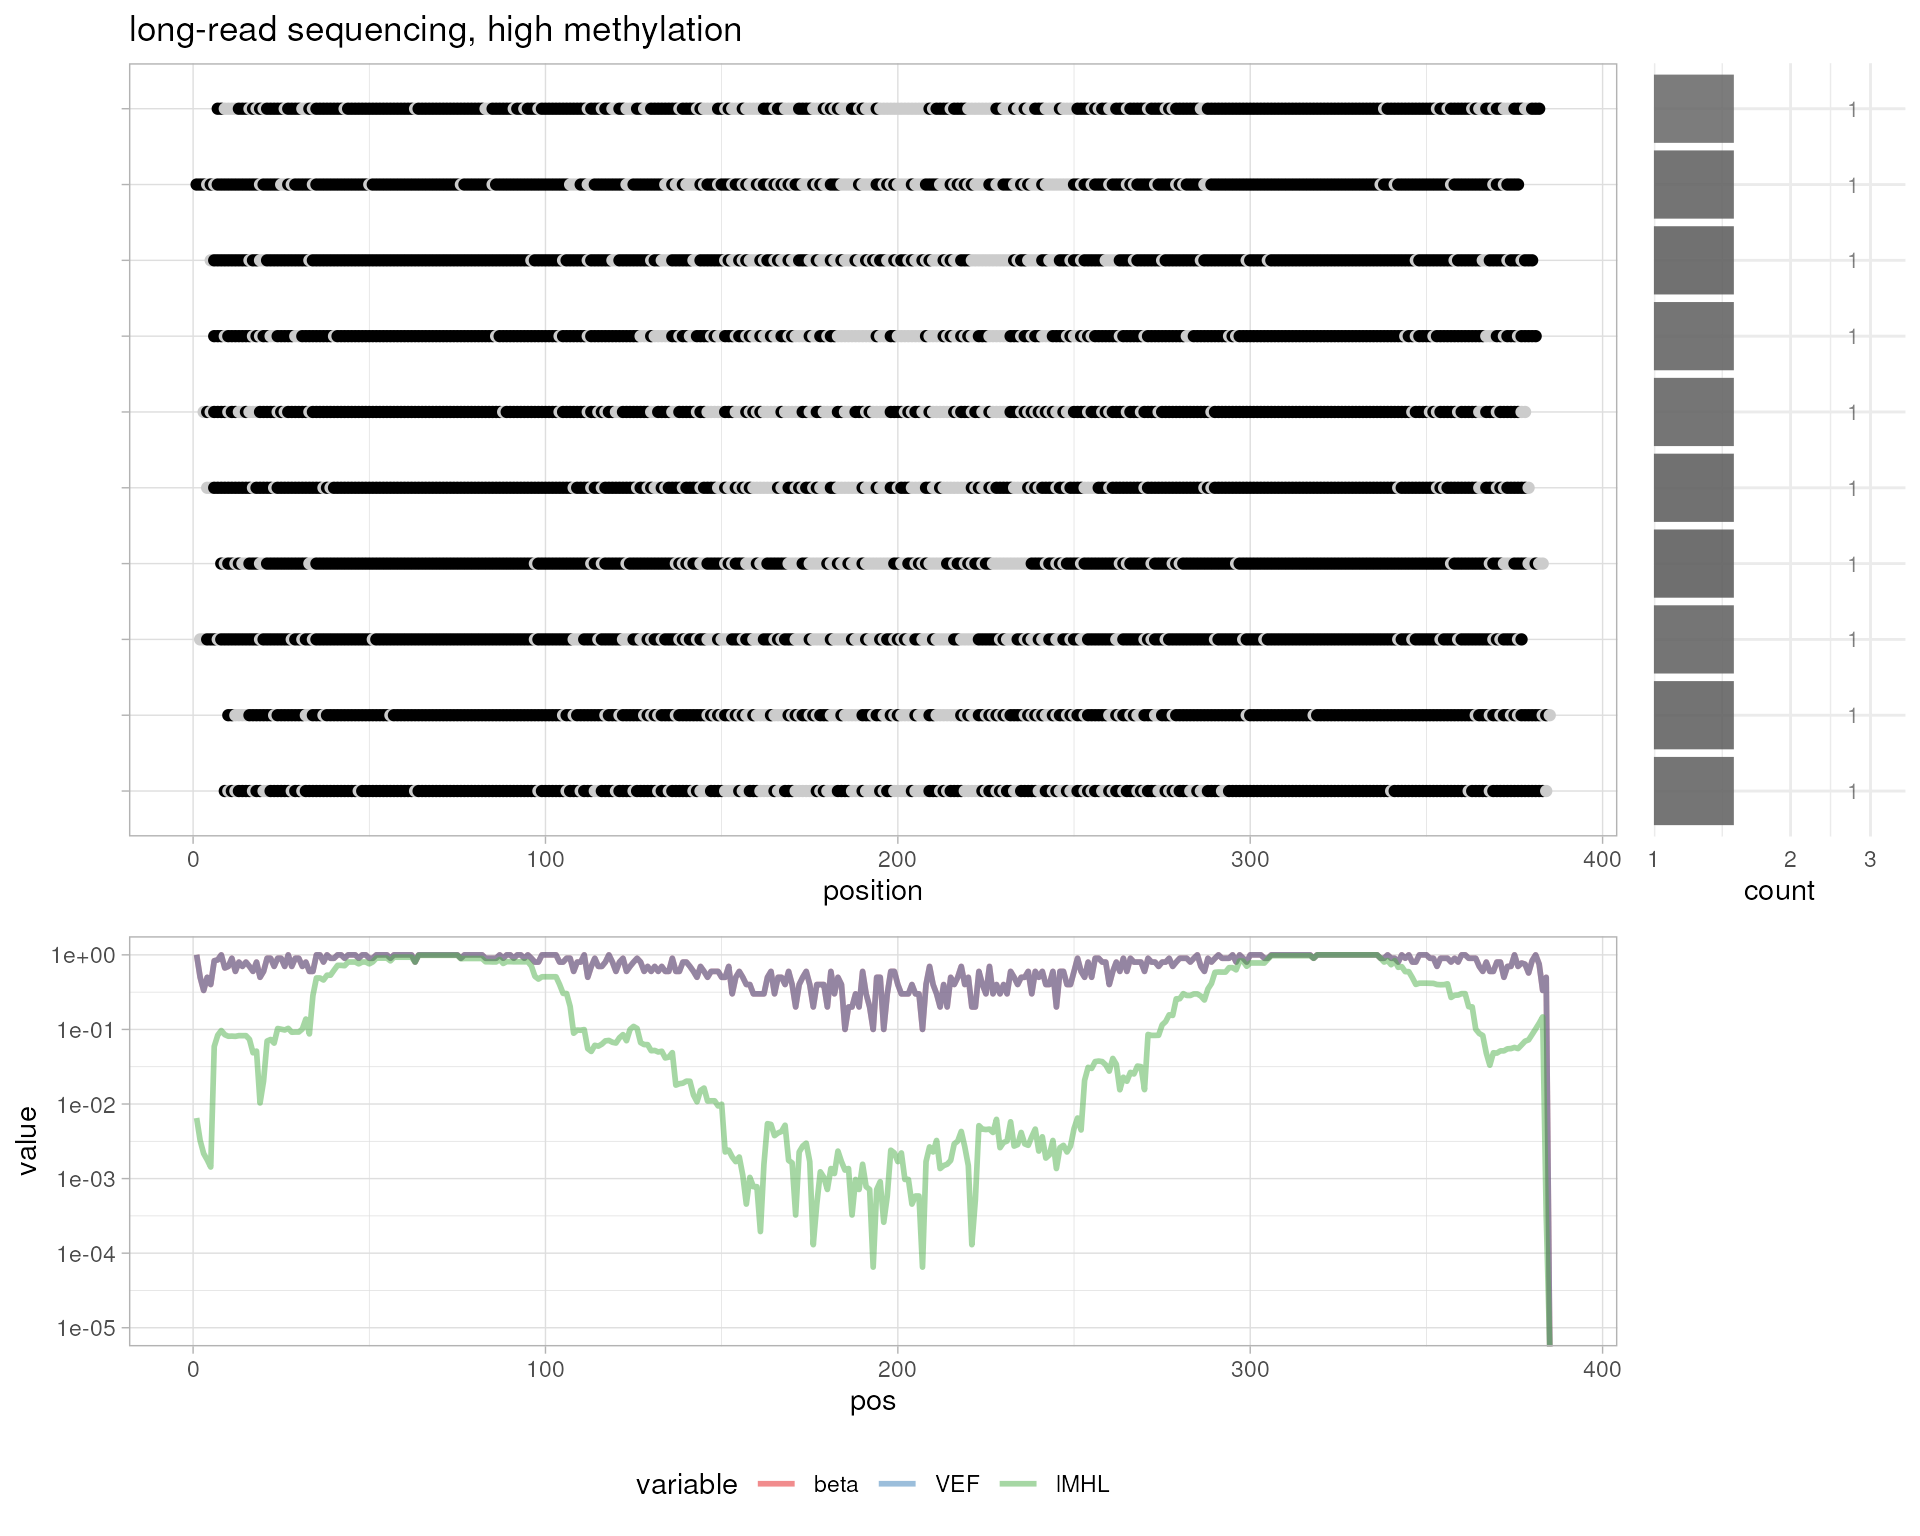 long-read sequencing, high methylation
1
1
1
1
1
1
1
1
1
1
0 100 200 300 400
position
1 2 3
count
1e+00
1e-01
1e-02
1e-03
1e-04
1e-05
value
0 100 200 300 400
pos
variable beta VEF lMHL